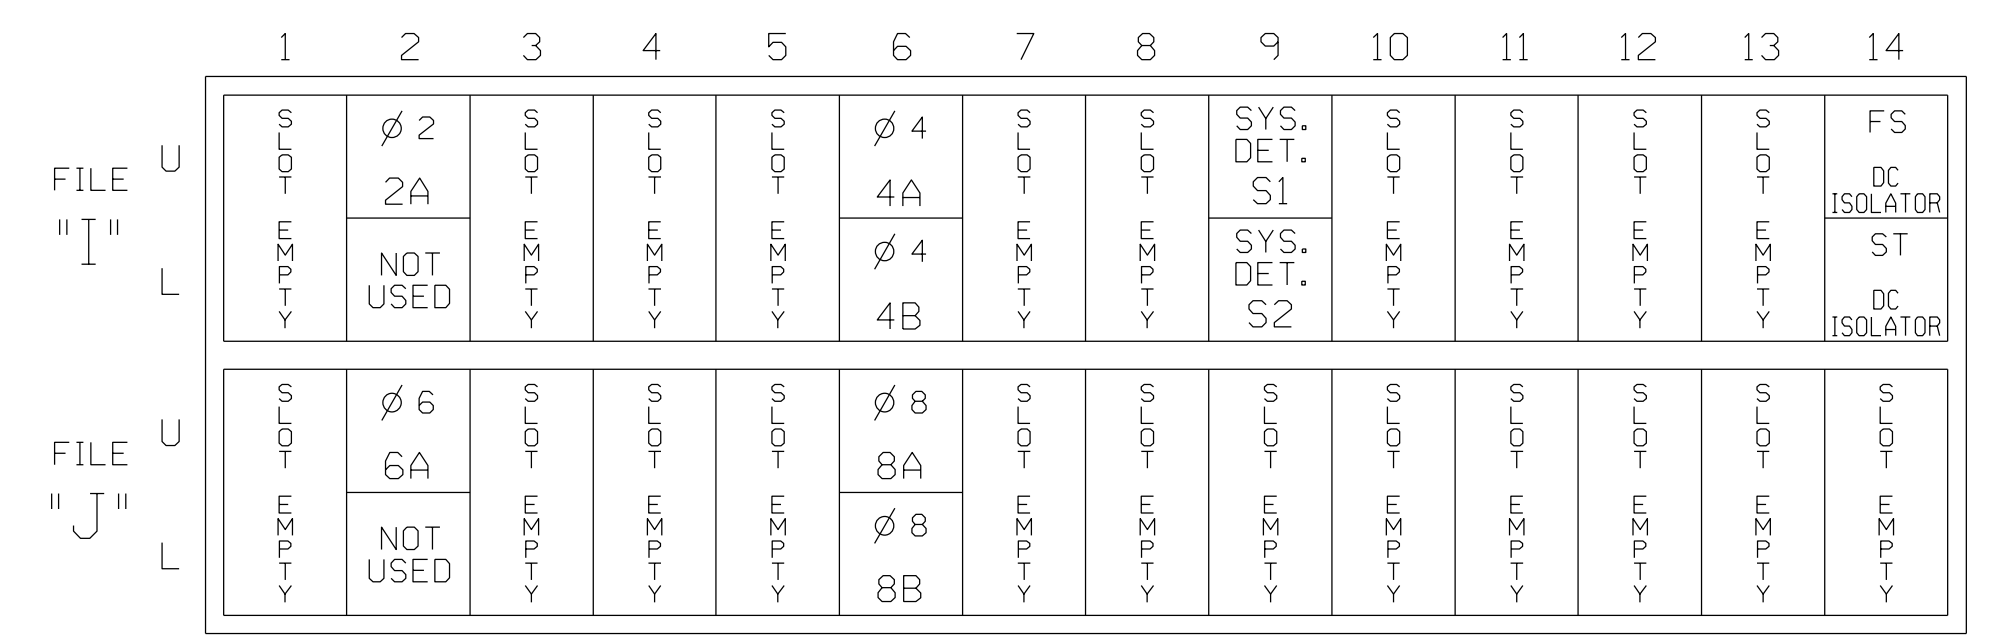 1 2 3 4 5 6 7 8 9 10 11 12 13 14
FILE
"I"
U
L
SLOT EMPTY
Ø 2
2A
NOT
USED
SLOT EMPTY
SLOT EMPTY
SLOT EMPTY
Ø 4
4A
Ø 4
4B
SLOT EMPTY
SLOT EMPTY
SYS.
DET.
S1
SYS.
DET.
S2
SLOT EMPTY
SLOT EMPTY
SLOT EMPTY
SLOT EMPTY
FS
DC
ISOLATOR
ST
DC
ISOLATOR
FILE
"J"
U
L
SLOT EMPTY
Ø 6
6A
NOT
USED
SLOT EMPTY
SLOT EMPTY
SLOT EMPTY
Ø 8
8A
Ø 8
8B
SLOT EMPTY
SLOT EMPTY
SLOT EMPTY
SLOT EMPTY
SLOT EMPTY
SLOT EMPTY
SLOT EMPTY
SLOT EMPTY